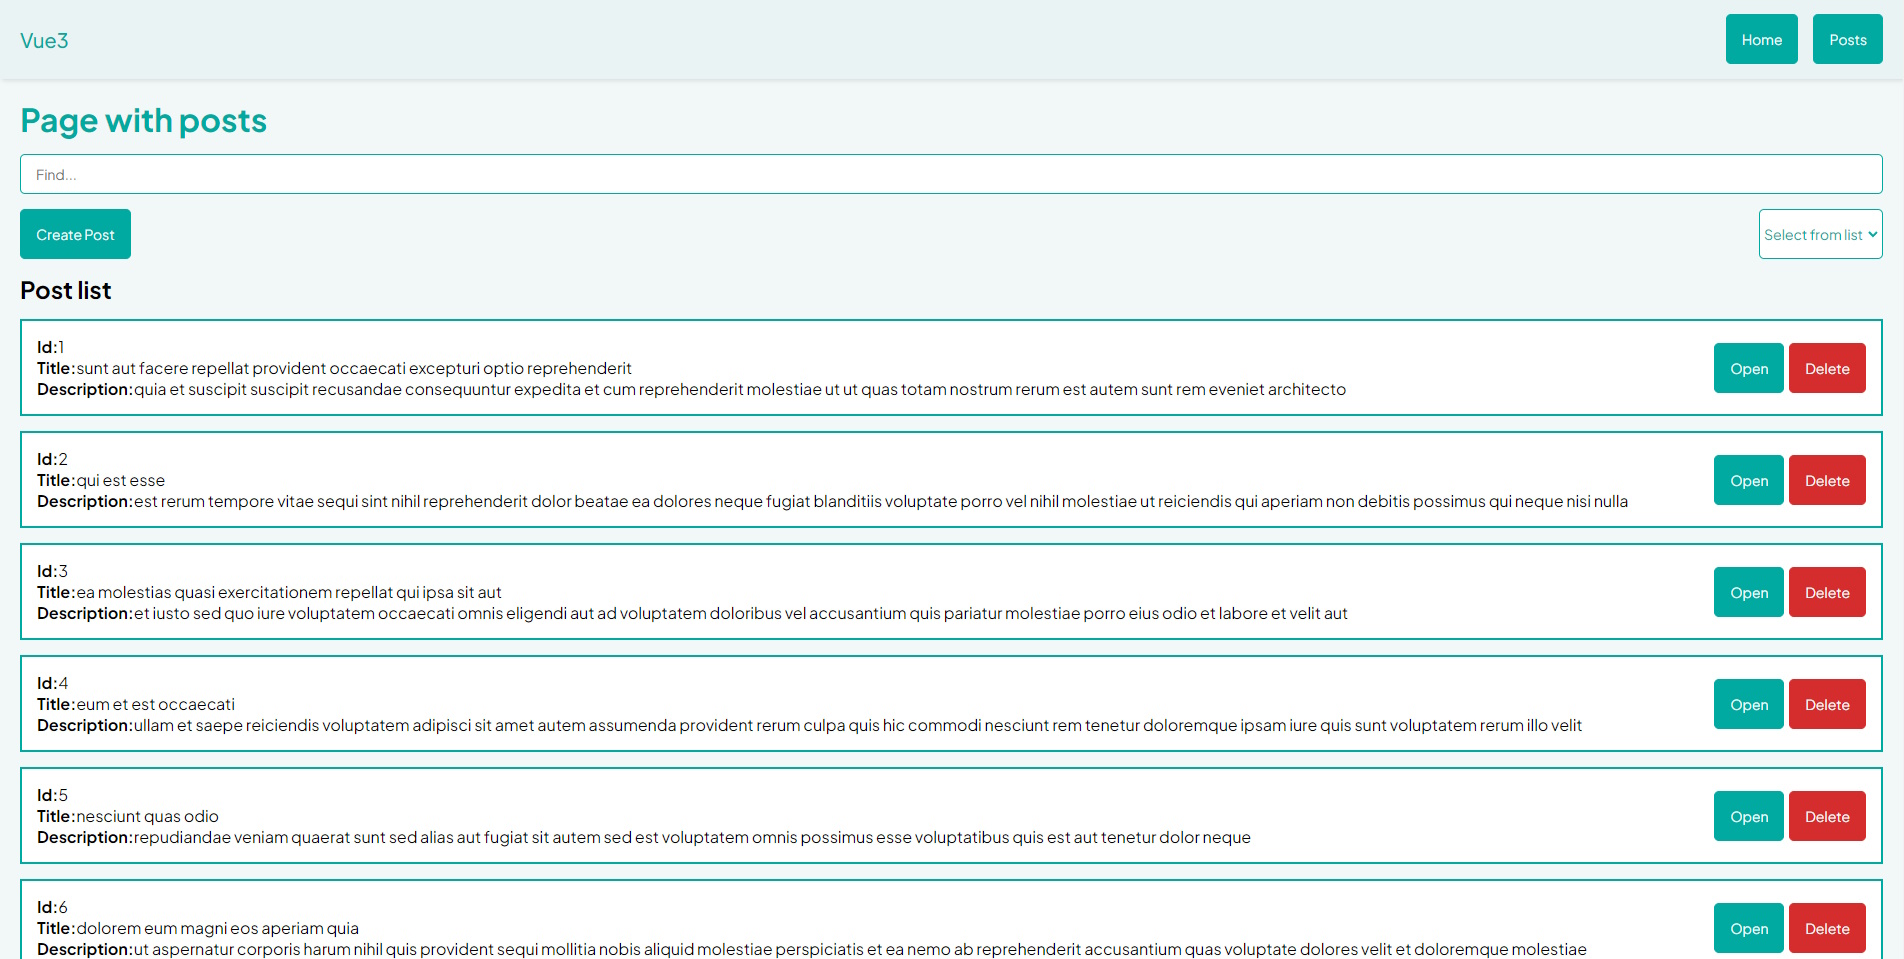 Vue3
Home
Posts
Page with posts
Find...
Create Post
Select from list
Post list
Id:1
Title:sunt aut facere repellat provident occaecati excepturi optio reprehenderit
Description:quia et suscipit suscipit recusandae consequuntur expedita et cum reprehenderit molestiae ut ut quas totam nostrum rerum est autem sunt rem eveniet architecto
Open
Delete
Id:2
Title:qui est esse
Description:est rerum tempore vitae sequi sint nihil reprehenderit dolor beatae ea dolores neque fugiat blanditiis voluptate porro vel nihil molestiae ut reiciendis qui aperiam non debitis possimus qui neque nisi nulla
Open
Delete
Id:3
Title:ea molestias quasi exercitationem repellat qui ipsa sit aut
Description:et iusto sed quo iure voluptatem occaecati omnis eligendi aut ad voluptatem doloribus vel accusantium quis pariatur molestiae porro eius odio et labore et velit aut
Open
Delete
Id:4
Title:eum et est occaecati
Description:ullam et saepe reiciendis voluptatem adipisci sit amet autem assumenda provident rerum culpa quis hic commodi nesciunt rem tenetur doloremque ipsam iure quis sunt voluptatem rerum illo velit
Open
Delete
Id:5
Title:nesciunt quas odio
Description:repudiandae veniam quaerat sunt sed alias aut fugiat sit autem sed est voluptatem omnis possimus esse voluptatibus quis est aut tenetur dolor neque
Open
Delete
Id:6
Title:dolorem eum magni eos aperiam quia
Description:ut aspernatur corporis harum nihil quis provident sequi mollitia nobis aliquid molestiae perspiciatis et ea nemo ab reprehenderit accusantium quas voluptate dolores velit et doloremque molestiae
Open
Delete